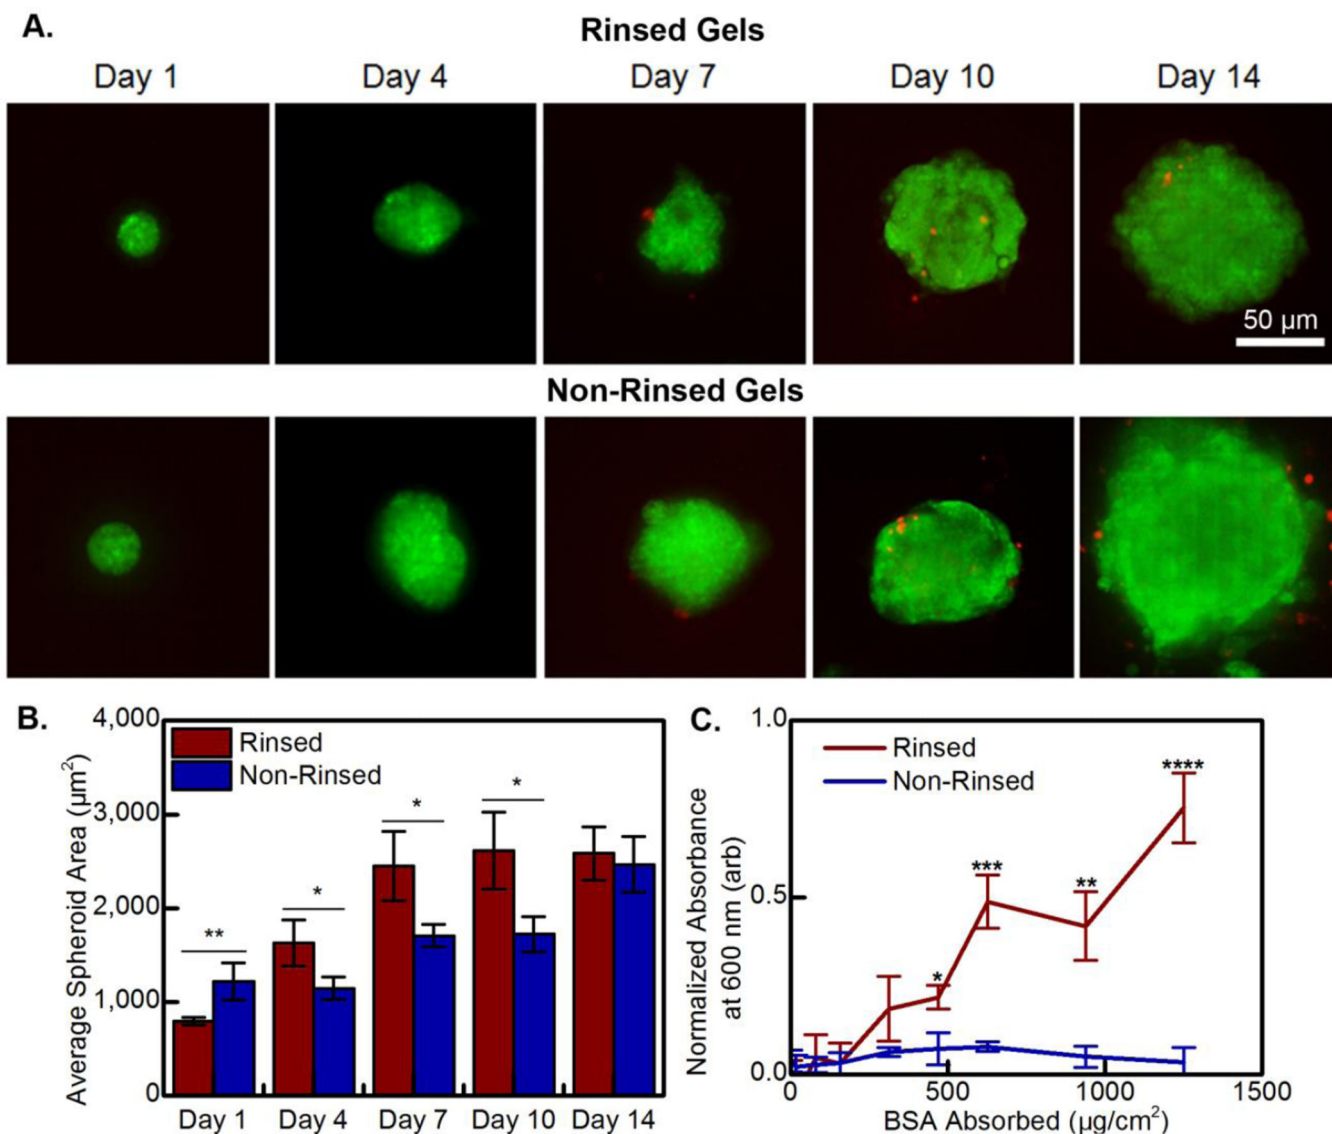 A.
Rinsed Gels
Day 1 Day 4 Day 7 Day 10 Day 14
50 µm
Non-Rinsed Gels
B.
4,000
3,000
2,000
1,000
0
Average Spheroid Area (µm²)
Rinsed
Non-Rinsed
**
*
*
*
Day 1 Day 4 Day 7 Day 10 Day 14
C.
1.0
0.5
0.0
Normalized Absorbance
at 600 nm (arb)
Rinsed
Non-Rinsed
*
***
**
****
0 500 1000 1500
BSA Absorbed (µg/cm²)